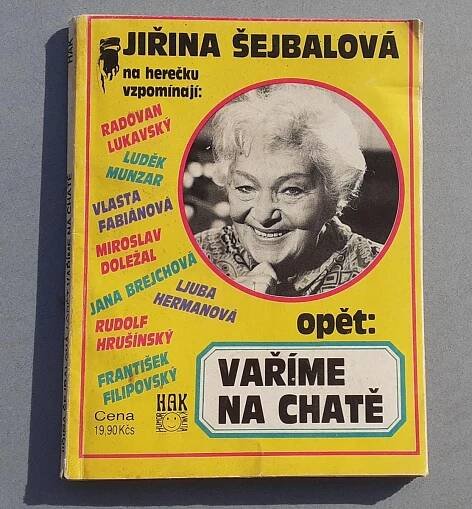 JIŘINA ŠEJBALOVÁ
na herečku
vzpomínají:
RADOVAN
LUKAVSKÝ
LUDĚK
MUNZAR
VLASTA
FABIÁNOVÁ
MIROSLAV
DOLEŽAL
JANA BREJCHOVÁ
LJUBA
HERMANOVÁ
RUDOLF
HRUŠÍNSKÝ
FRANTIŠEK
FILIPOVSKÝ
opět:
VAŘÍME
NA CHATĚ
Cena
19,90 Kčs
HAK
HAK